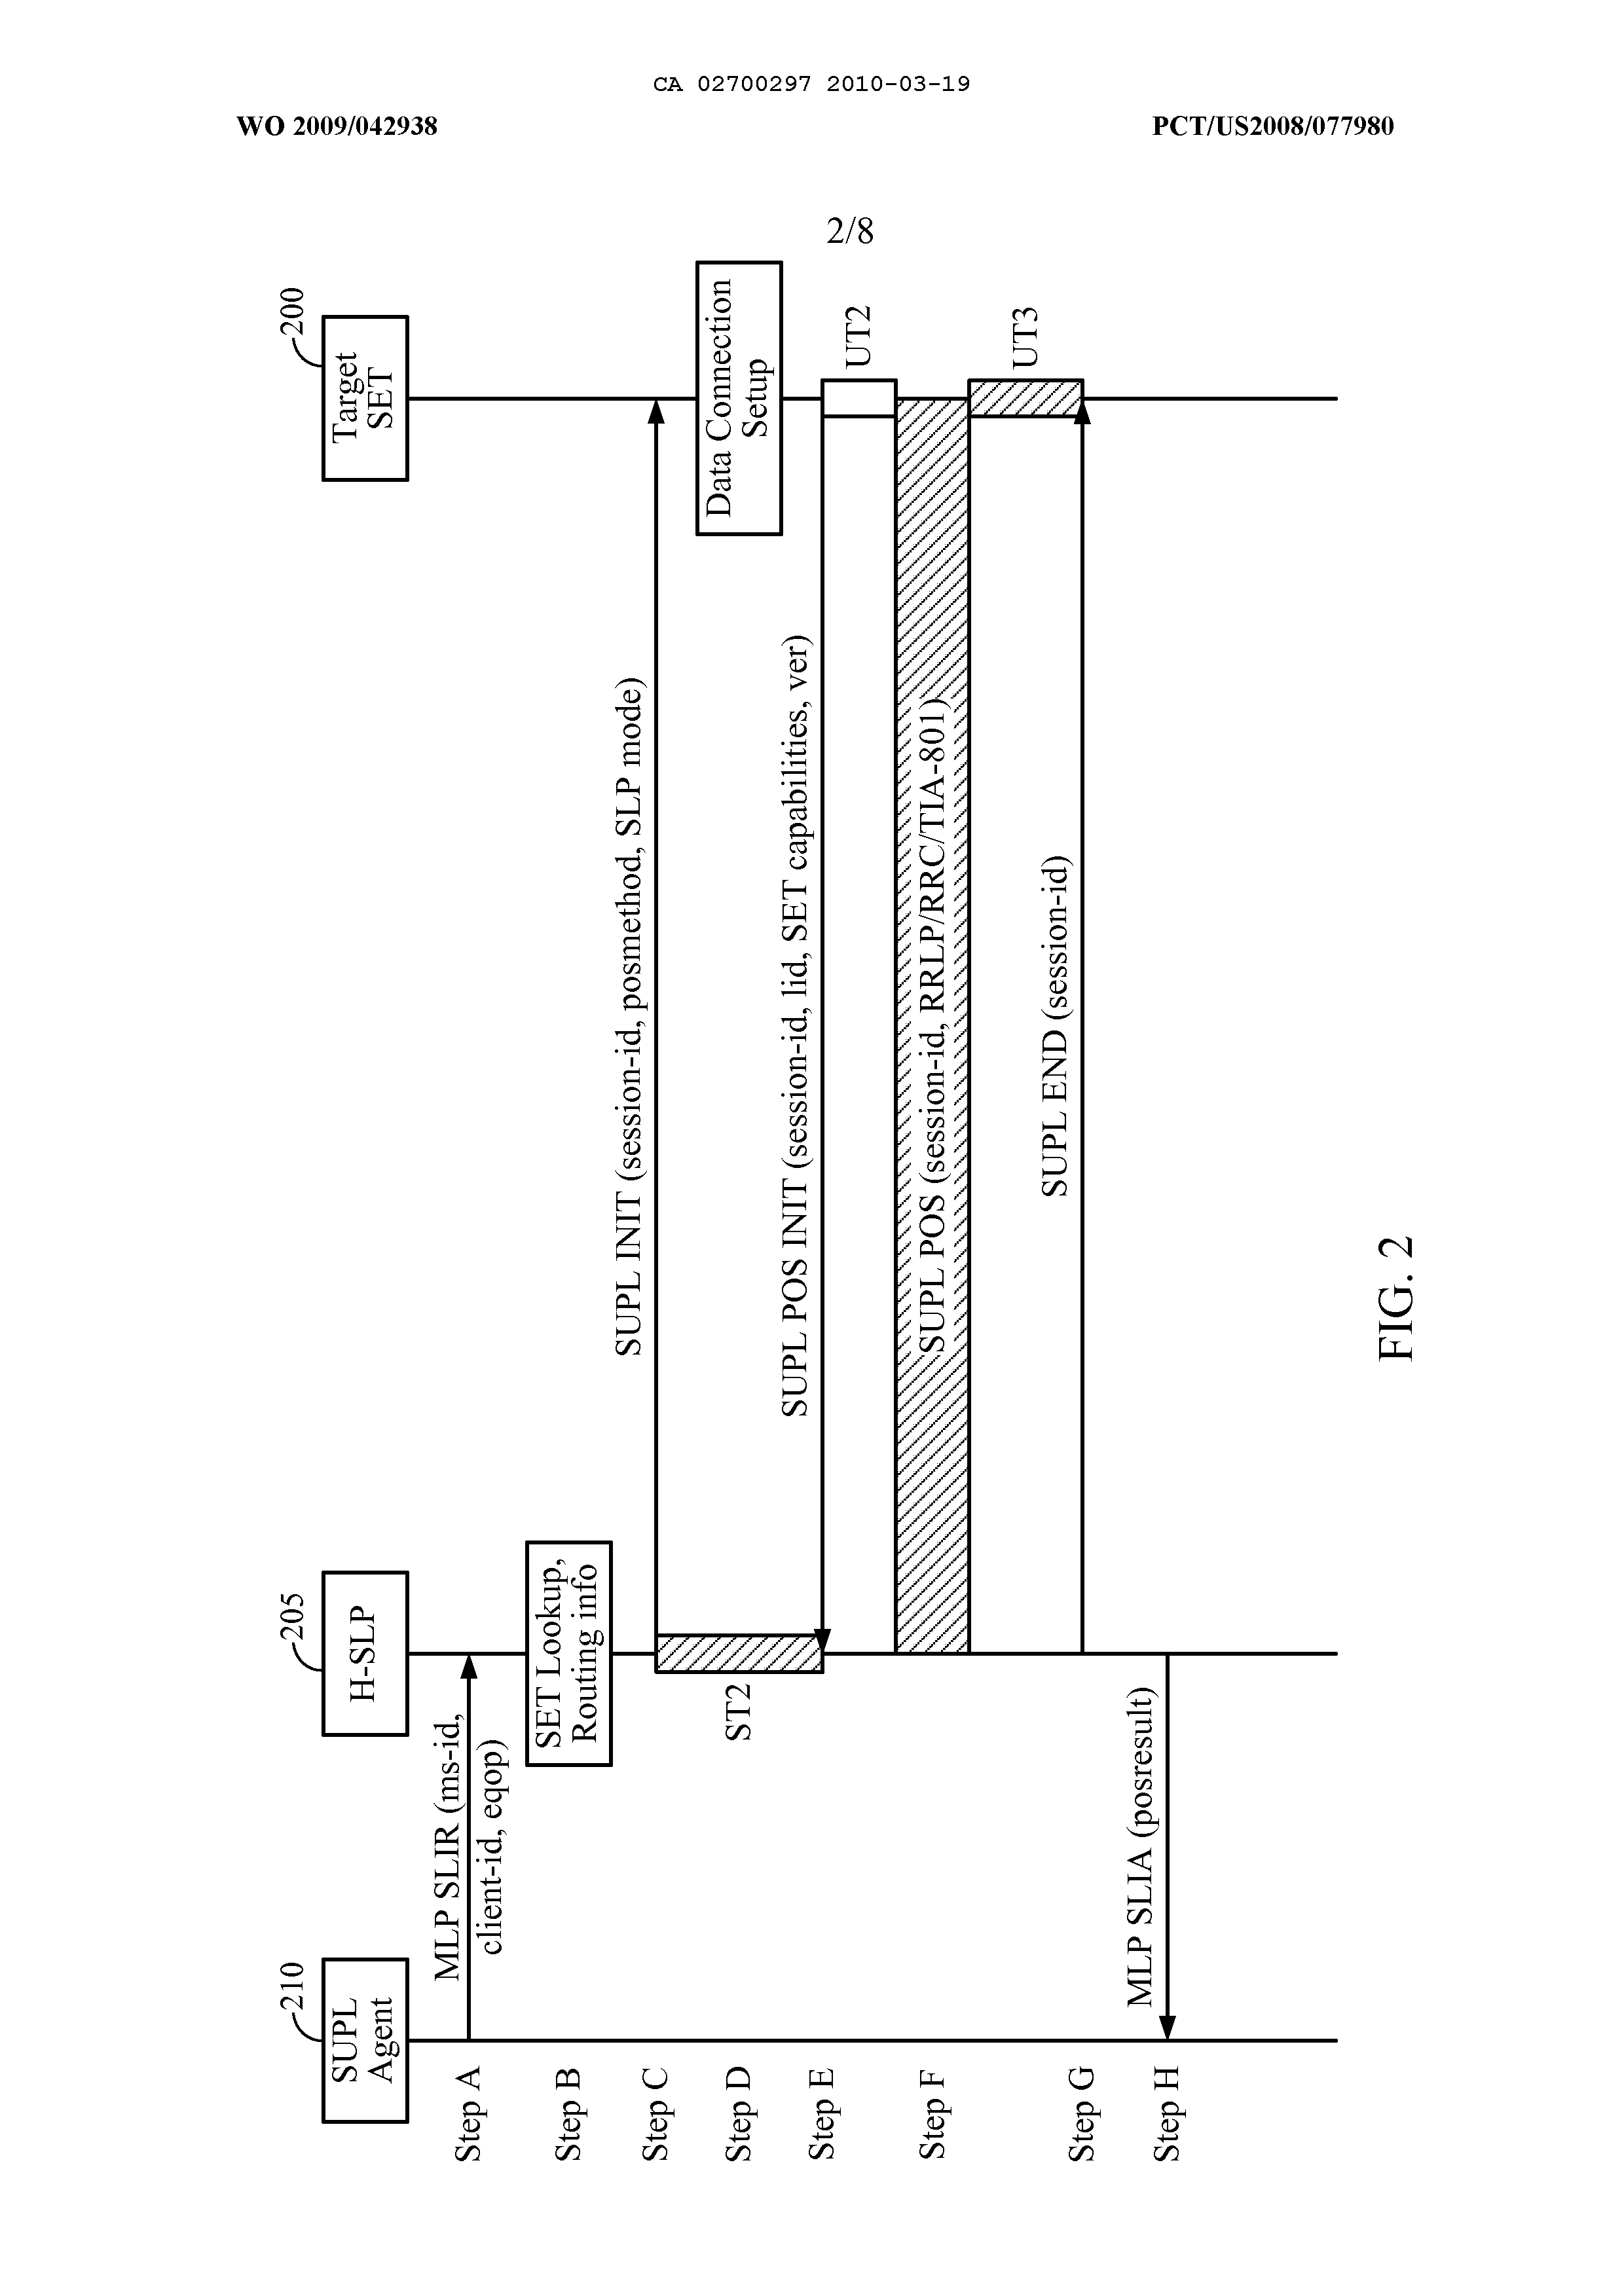 CA 02700297 2010-03-19
WO 2009/042938
PCT/US2008/077980
2/8
210
SUPL
Agent
205
H-SLP
200
Target
SET
Step A
MLP SLIR (ms-id,
client-id, eqop)
Step B
SET Lookup,
Routing info
Step C
SUPL INIT (session-id, posmethod, SLP mode)
Step D
ST2
Data Connection
Setup
Step E
SUPL POS INIT (session-id, lid, SET capabilities, ver)
UT2
Step F
SUPL POS (session-id, RRLP/RRC/TIA-801)
UT3
Step G
SUPL END (session-id)
Step H
MLP SLIA (posresult)
FIG. 2